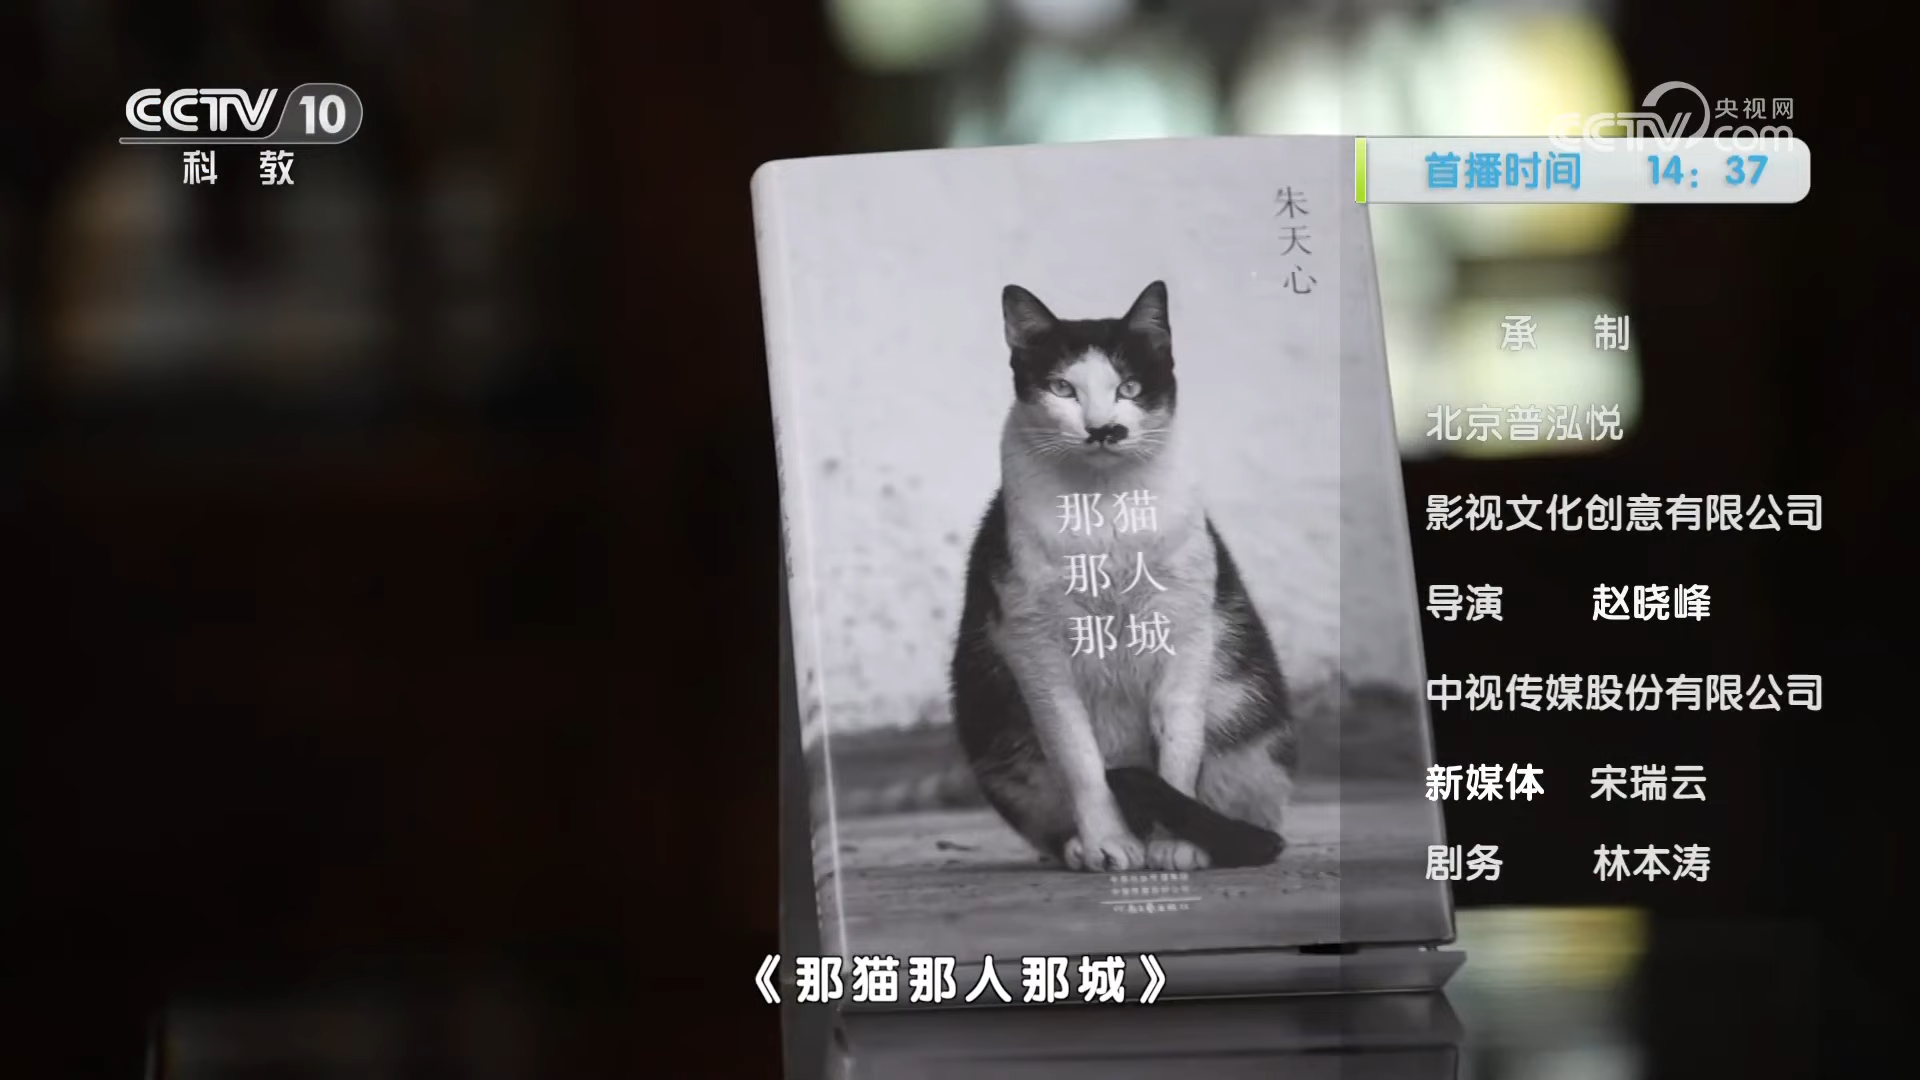 CCTV 10
科 教
央视网
CCTV.com
首播时间 14：37
朱天心
那猫
那人
那城
承 制
北京普泓悦
影视文化创意有限公司
导演 赵晓峰
中视传媒股份有限公司
新媒体 宋瑞云
剧务 林本涛
《那猫那人那城》